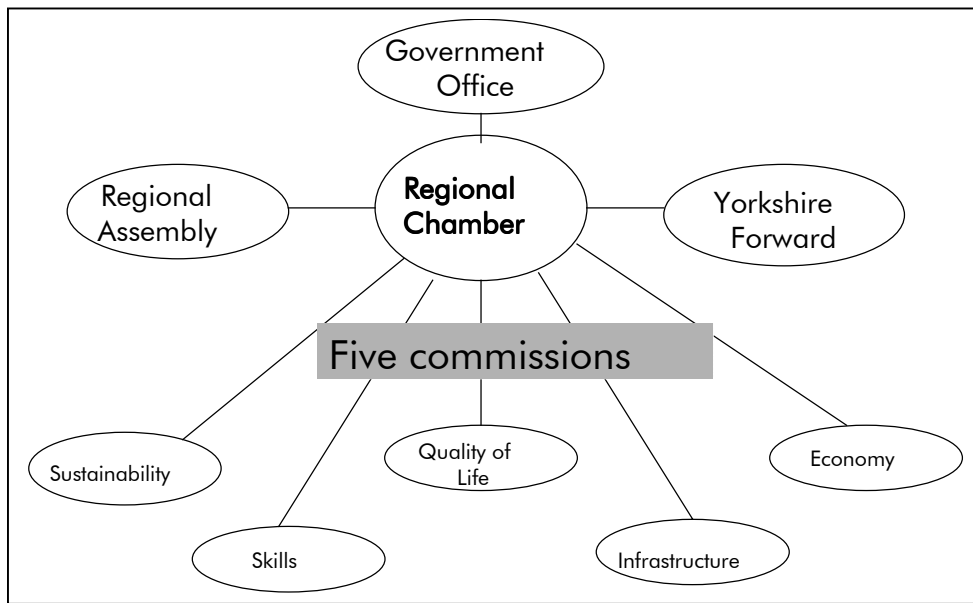 Government
Office
Regional
Assembly
Regional
Chamber
Yorkshire
Forward
Five commissions
Sustainability
Skills
Quality of
Life
Infrastructure
Economy